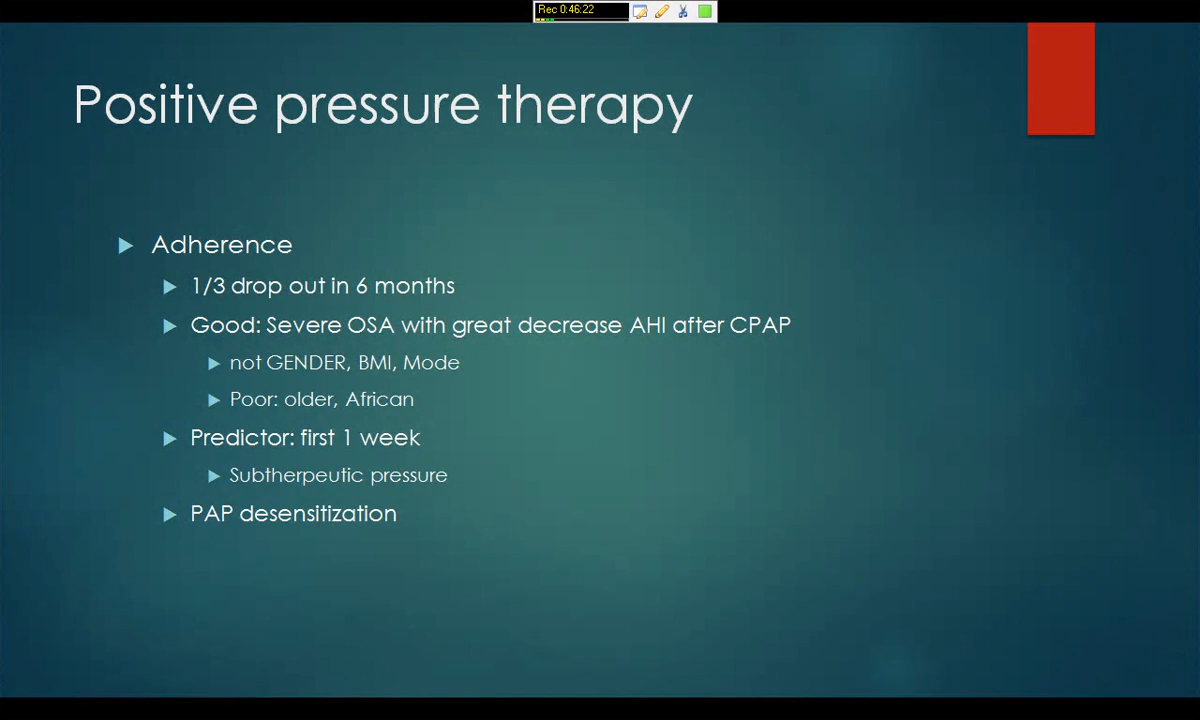 Rec 0:46:22
Positive pressure therapy
Adherence
1/3 drop out in 6 months
Good: Severe OSA with great decrease AHI after CPAP
not GENDER, BMI, Mode
Poor: older, African
Predictor: first 1 week
Subtherpeutic pressure
PAP desensitization